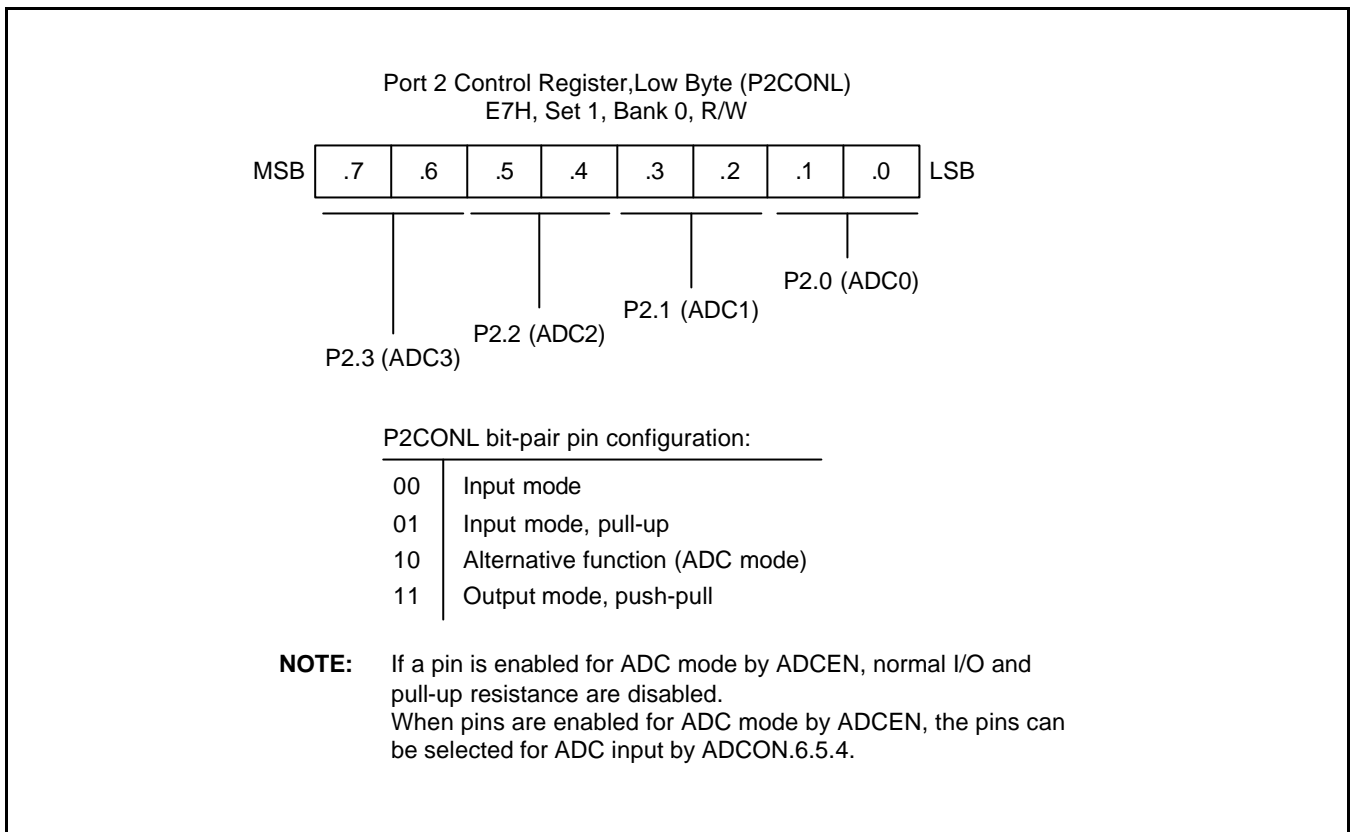 Port 2 Control Register,Low Byte (P2CONL)
E7H, Set 1, Bank 0, R/W
MSB .7 .6 .5 .4 .3 .2 .1 .0 LSB
P2.0 (ADC0)
P2.1 (ADC1)
P2.2 (ADC2)
P2.3 (ADC3)
P2CONL bit-pair pin configuration:
00 Input mode
01 Input mode, pull-up
10 Alternative function (ADC mode)
11 Output mode, push-pull
NOTE: If a pin is enabled for ADC mode by ADCEN, normal I/O and
pull-up resistance are disabled.
When pins are enabled for ADC mode by ADCEN, the pins can
be selected for ADC input by ADCON.6.5.4.